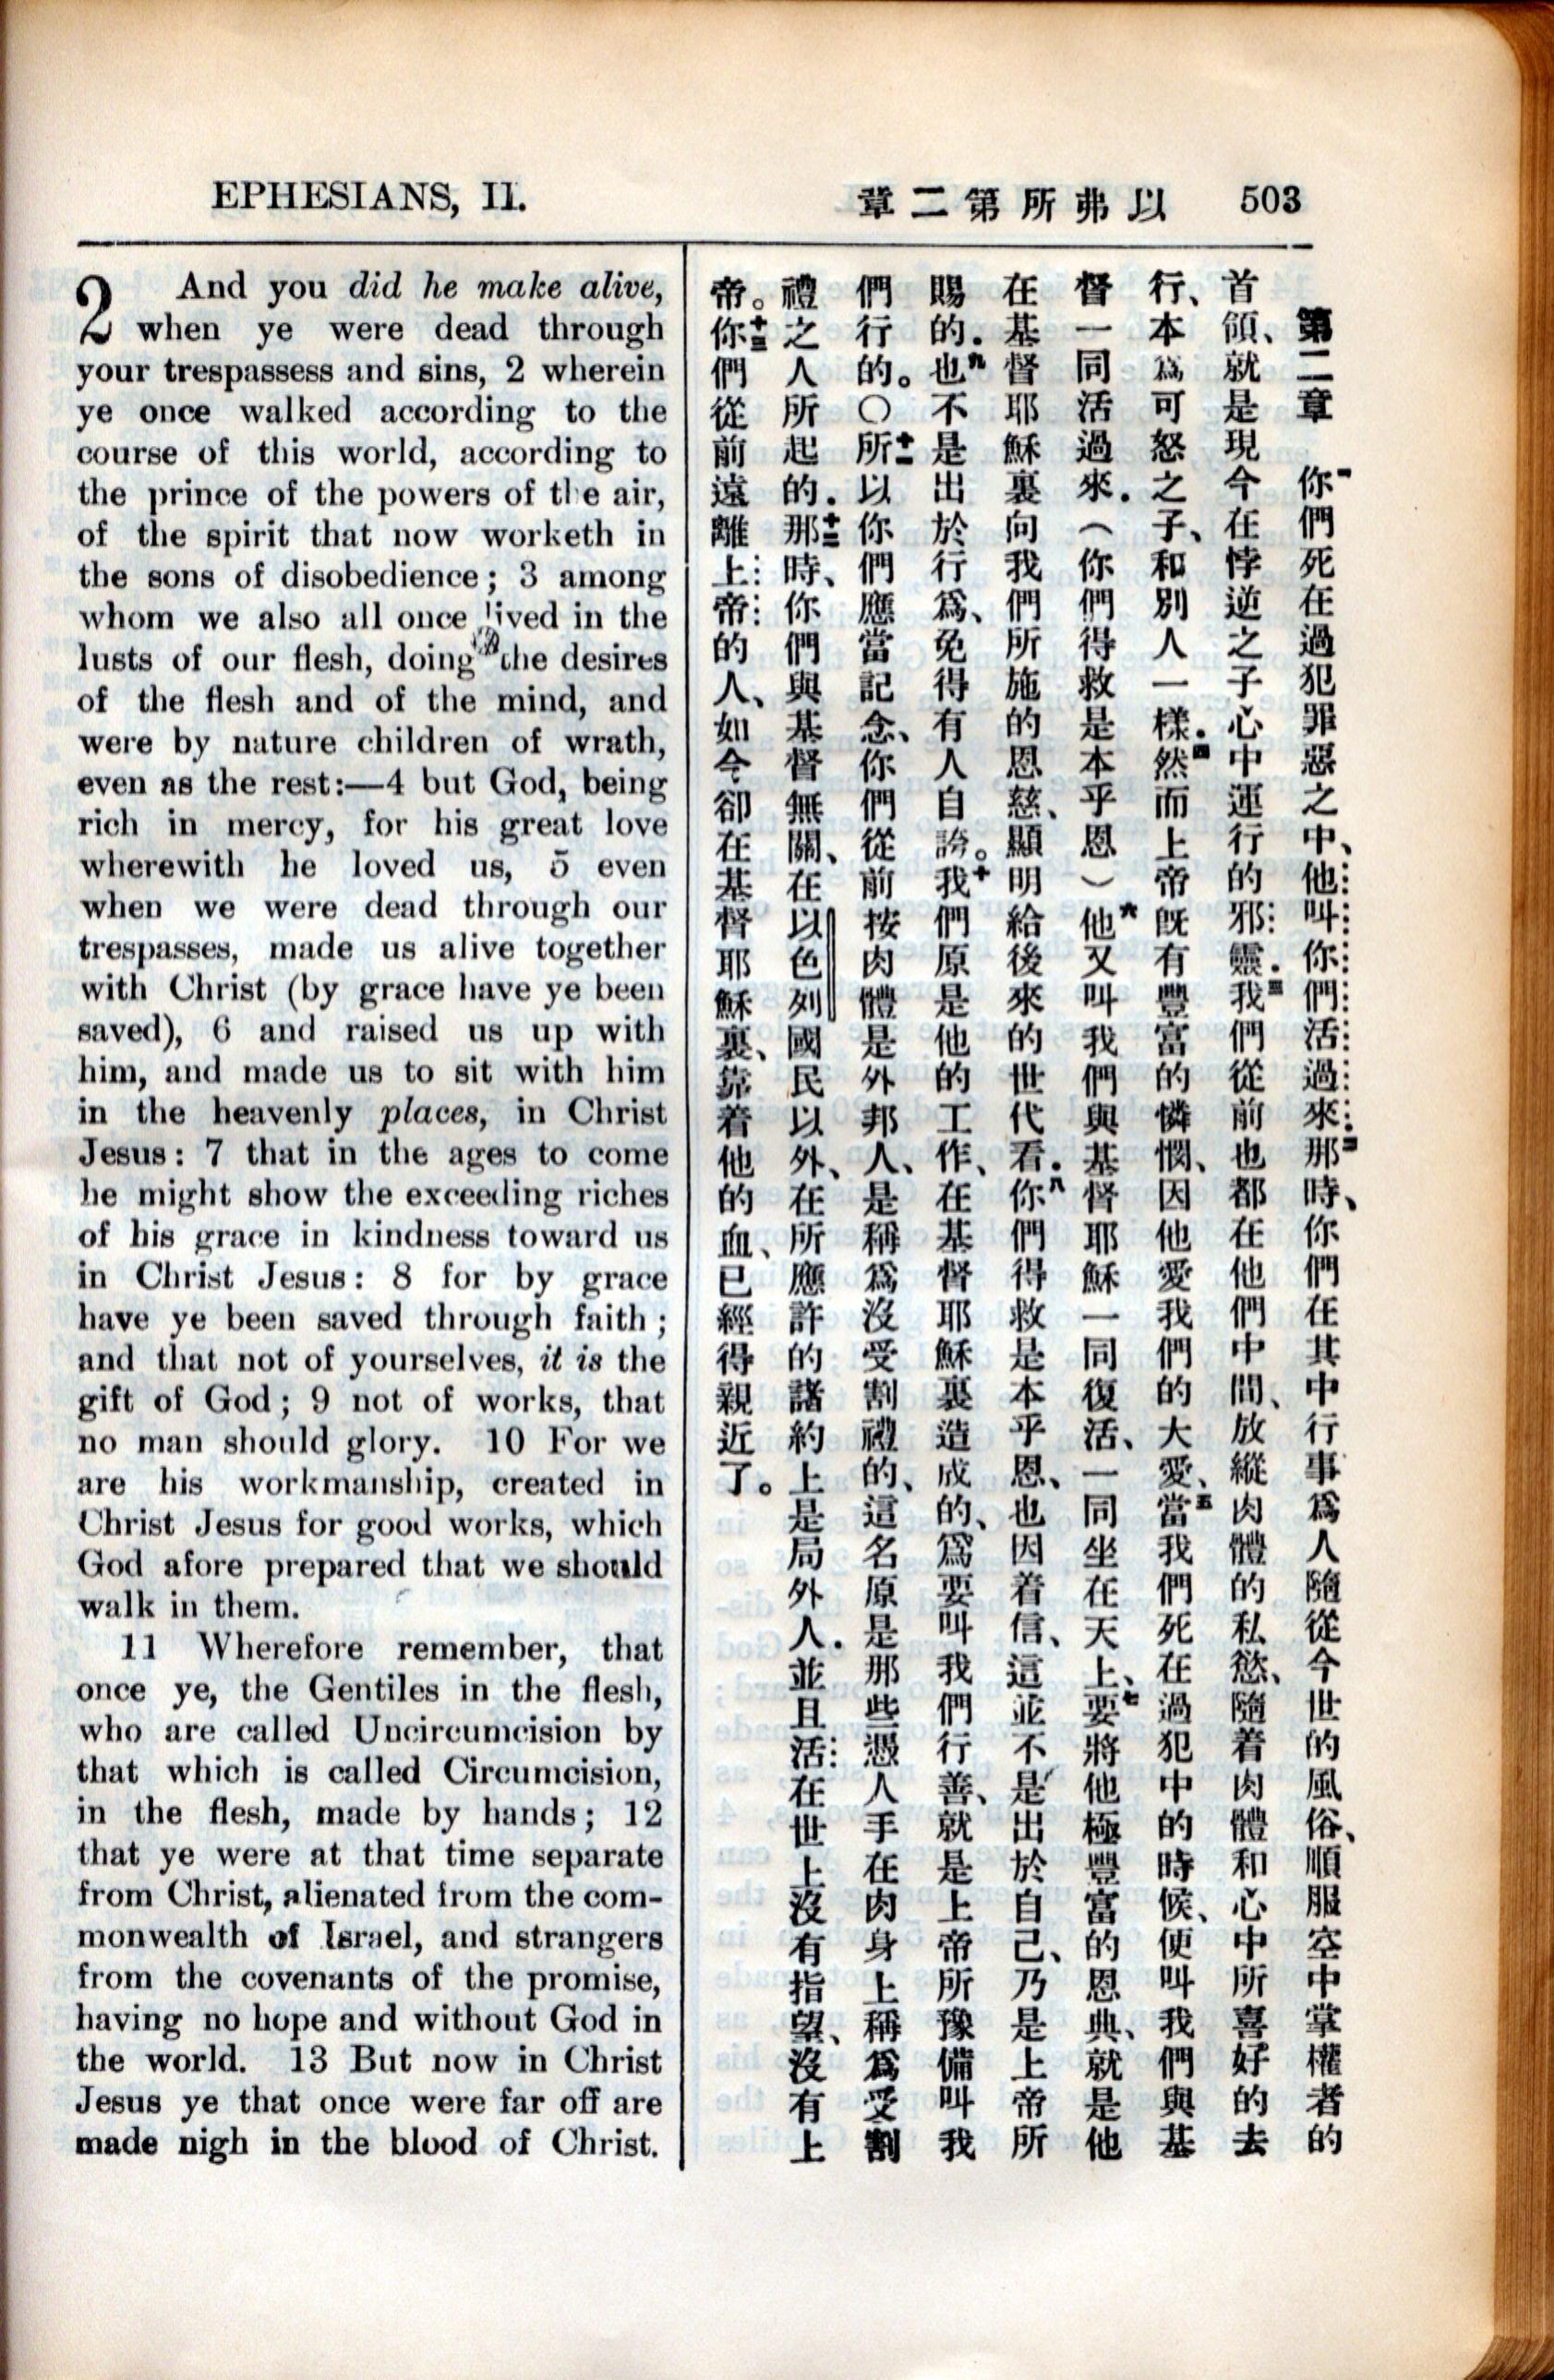 EPHESIANS, II.
章二第所弗以 503
2 And you did he make alive,
when ye were dead through
your trespassess and sins, 2 wherein
ye once walked according to the
course of this world, according to
the prince of the powers of the air,
of the spirit that now worketh in
the sons of disobedience; 3 among
whom we also all once lived in the
lusts of our flesh, doing the desires
of the flesh and of the mind, and
were by nature children of wrath,
even as the rest:—4 but God, being
rich in mercy, for his great love
wherewith he loved us, 5 even
when we were dead through our
trespasses, made us alive together
with Christ (by grace have ye been
saved), 6 and raised us up with
him, and made us to sit with him
in the heavenly places, in Christ
Jesus: 7 that in the ages to come
he might show the exceeding riches
of his grace in kindness toward us
in Christ Jesus: 8 for by grace
have ye been saved through faith;
and that not of yourselves, it is the
gift of God; 9 not of works, that
no man should glory. 10 For we
are his workmanship, created in
Christ Jesus for good works, which
God afore prepared that we should
walk in them.
11 Wherefore remember, that
once ye, the Gentiles in the flesh,
who are called Uncircumcision by
that which is called Circumcision,
in the flesh, made by hands; 12
that ye were at that time separate
from Christ, alienated from the com-
monwealth of Israel, and strangers
from the covenants of the promise,
having no hope and without God in
the world. 13 But now in Christ
Jesus ye that once were far off are
made nigh in the blood of Christ.
第二章 一你們死在過犯罪惡之中、他叫你們活過來二那時、你們在其中行事爲人隨從今世的風俗、順服空中掌權者的
首領、就是現今在悖逆之子心中運行的邪靈.三我們從前也都在他們中間、放縱肉體的私慾、隨着肉體和心中所喜好的去
行、本爲可怒之子、和別人一樣.四然而上帝旣有豐富的憐憫、因他愛我們的大愛、五當我們死在過犯中的時候、便叫我們與基
督一同活過來.（你們得救是本乎恩）六他又叫我們與基督耶穌一同復活、一同坐在天上、七要將他極豐富的恩典、就是他
在基督耶穌裏向我們所施的恩慈、顯明給後來的世代看.八你們得救是本乎恩、也因着信、這並不是出於自己、乃是上帝所
賜的.九也不是出於行爲、免得有人自誇。十我們原是他的工作、在基督耶穌裏造成的、爲要叫我們行善、就是上帝所豫備叫我
們行的。○十一所以你們應當記念、你們從前按肉體是外邦人、是稱爲沒受割禮的、這名原是那些憑人手在肉身上稱爲受割
禮之人所起的.十二那時、你們與基督無關、在以色列國民以外、在所應許的諸約上是局外人.並且活在世上沒有指望、沒有上
帝。十三你們從前遠離上帝的人、如今卻在基督耶穌裏、靠着他的血、已經得親近了。